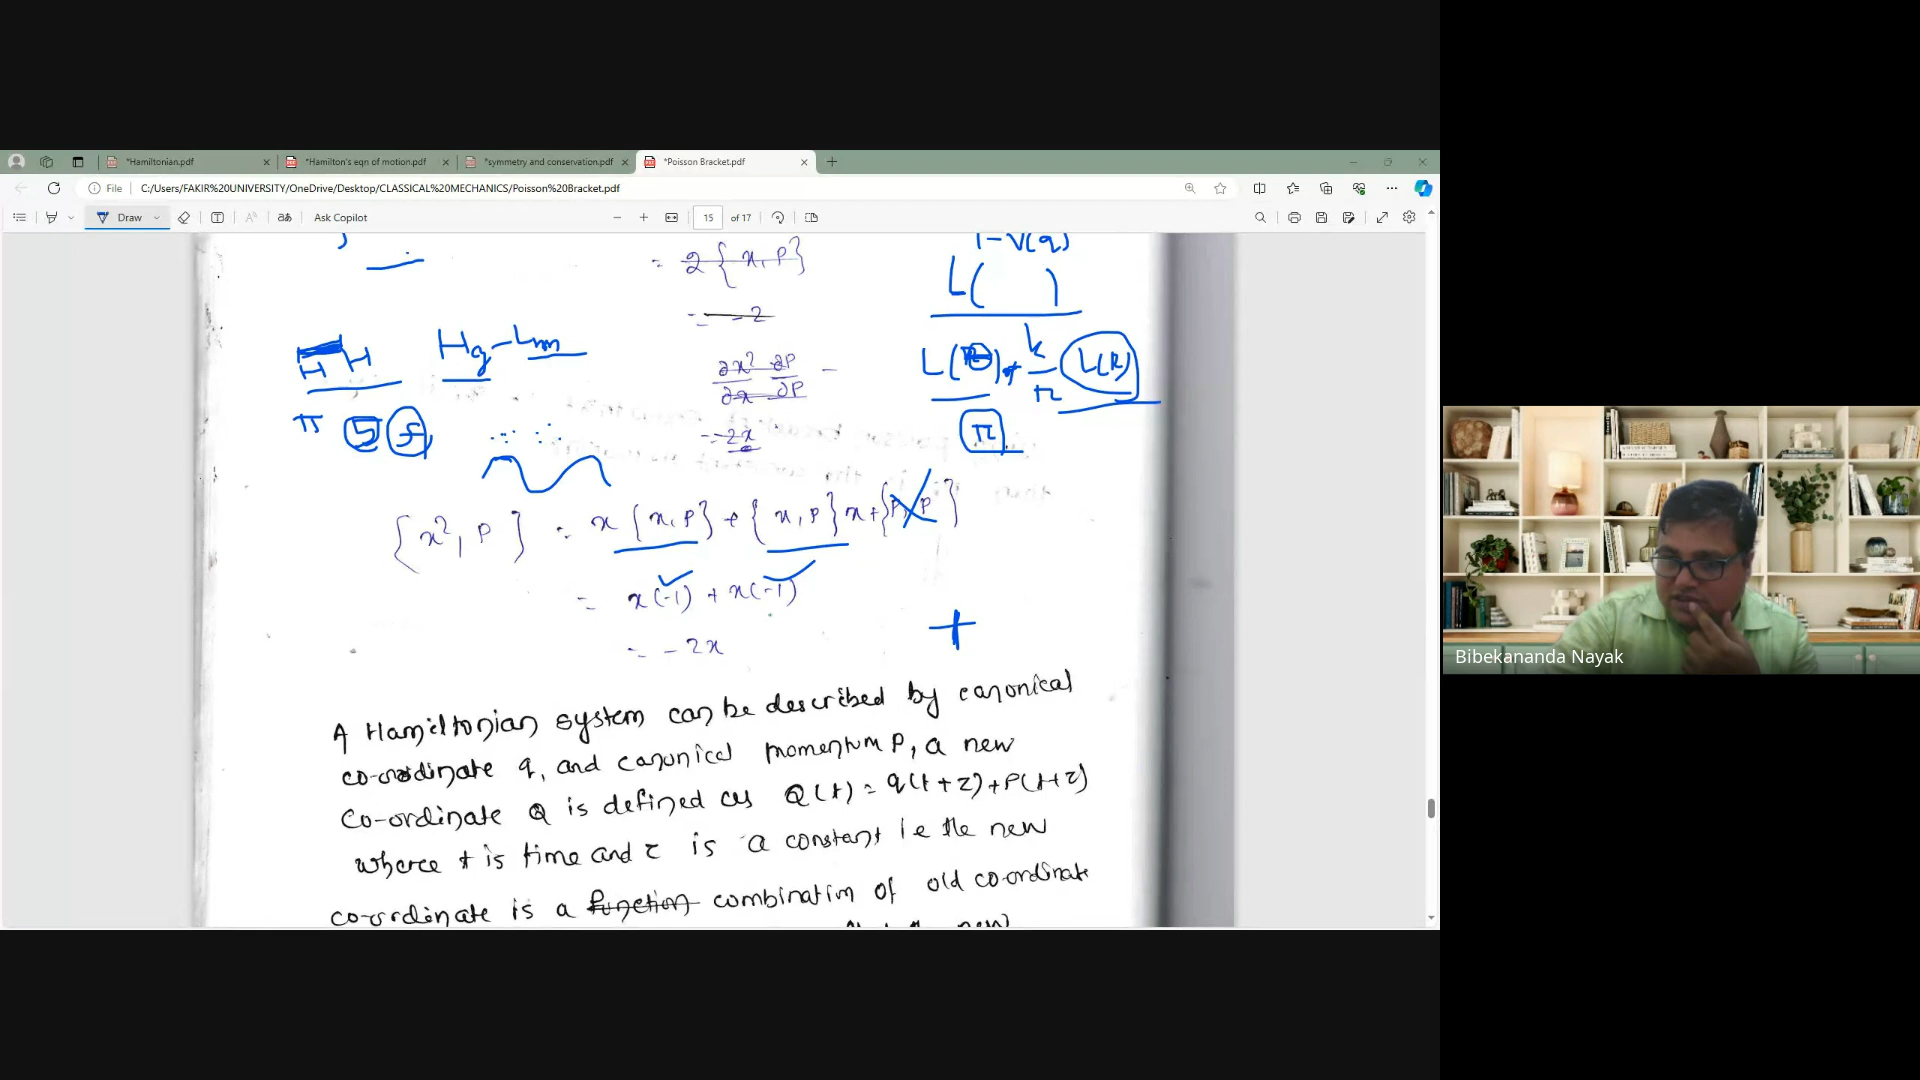 *Hamiltonian.pdf
*Hamilton's eqn of motion.pdf
*symmetry and conservation.pdf
*Poisson Bracket.pdf
File
C:/Users/FAKIR%20UNIVERSITY/OneDrive/Desktop/CLASSICAL%20MECHANICS/Poisson%20Bracket.pdf
Draw
Ask Copilot
15
of 17
= 2 { x, P }
L( )
= - 2
H H
Hg - Lm
∂x² ∂P
∂x ∂P
L(R)
π 5 f
-2x
π
{ x², P } = x { x, P } + { x, P } x + { P, P }
= x(-1) + x(-1)
+
= - 2x
A Hamiltonian system can be described by canonical
co-ordinate q, and canonical momentum P, a new
co-ordinate Q is defined as Q(t) = q(t+τ) + P(t+τ)
where t is time and τ is a constant ie the new
co-ordinate is a function combination of old co-ordinate
new
Bibekananda Nayak